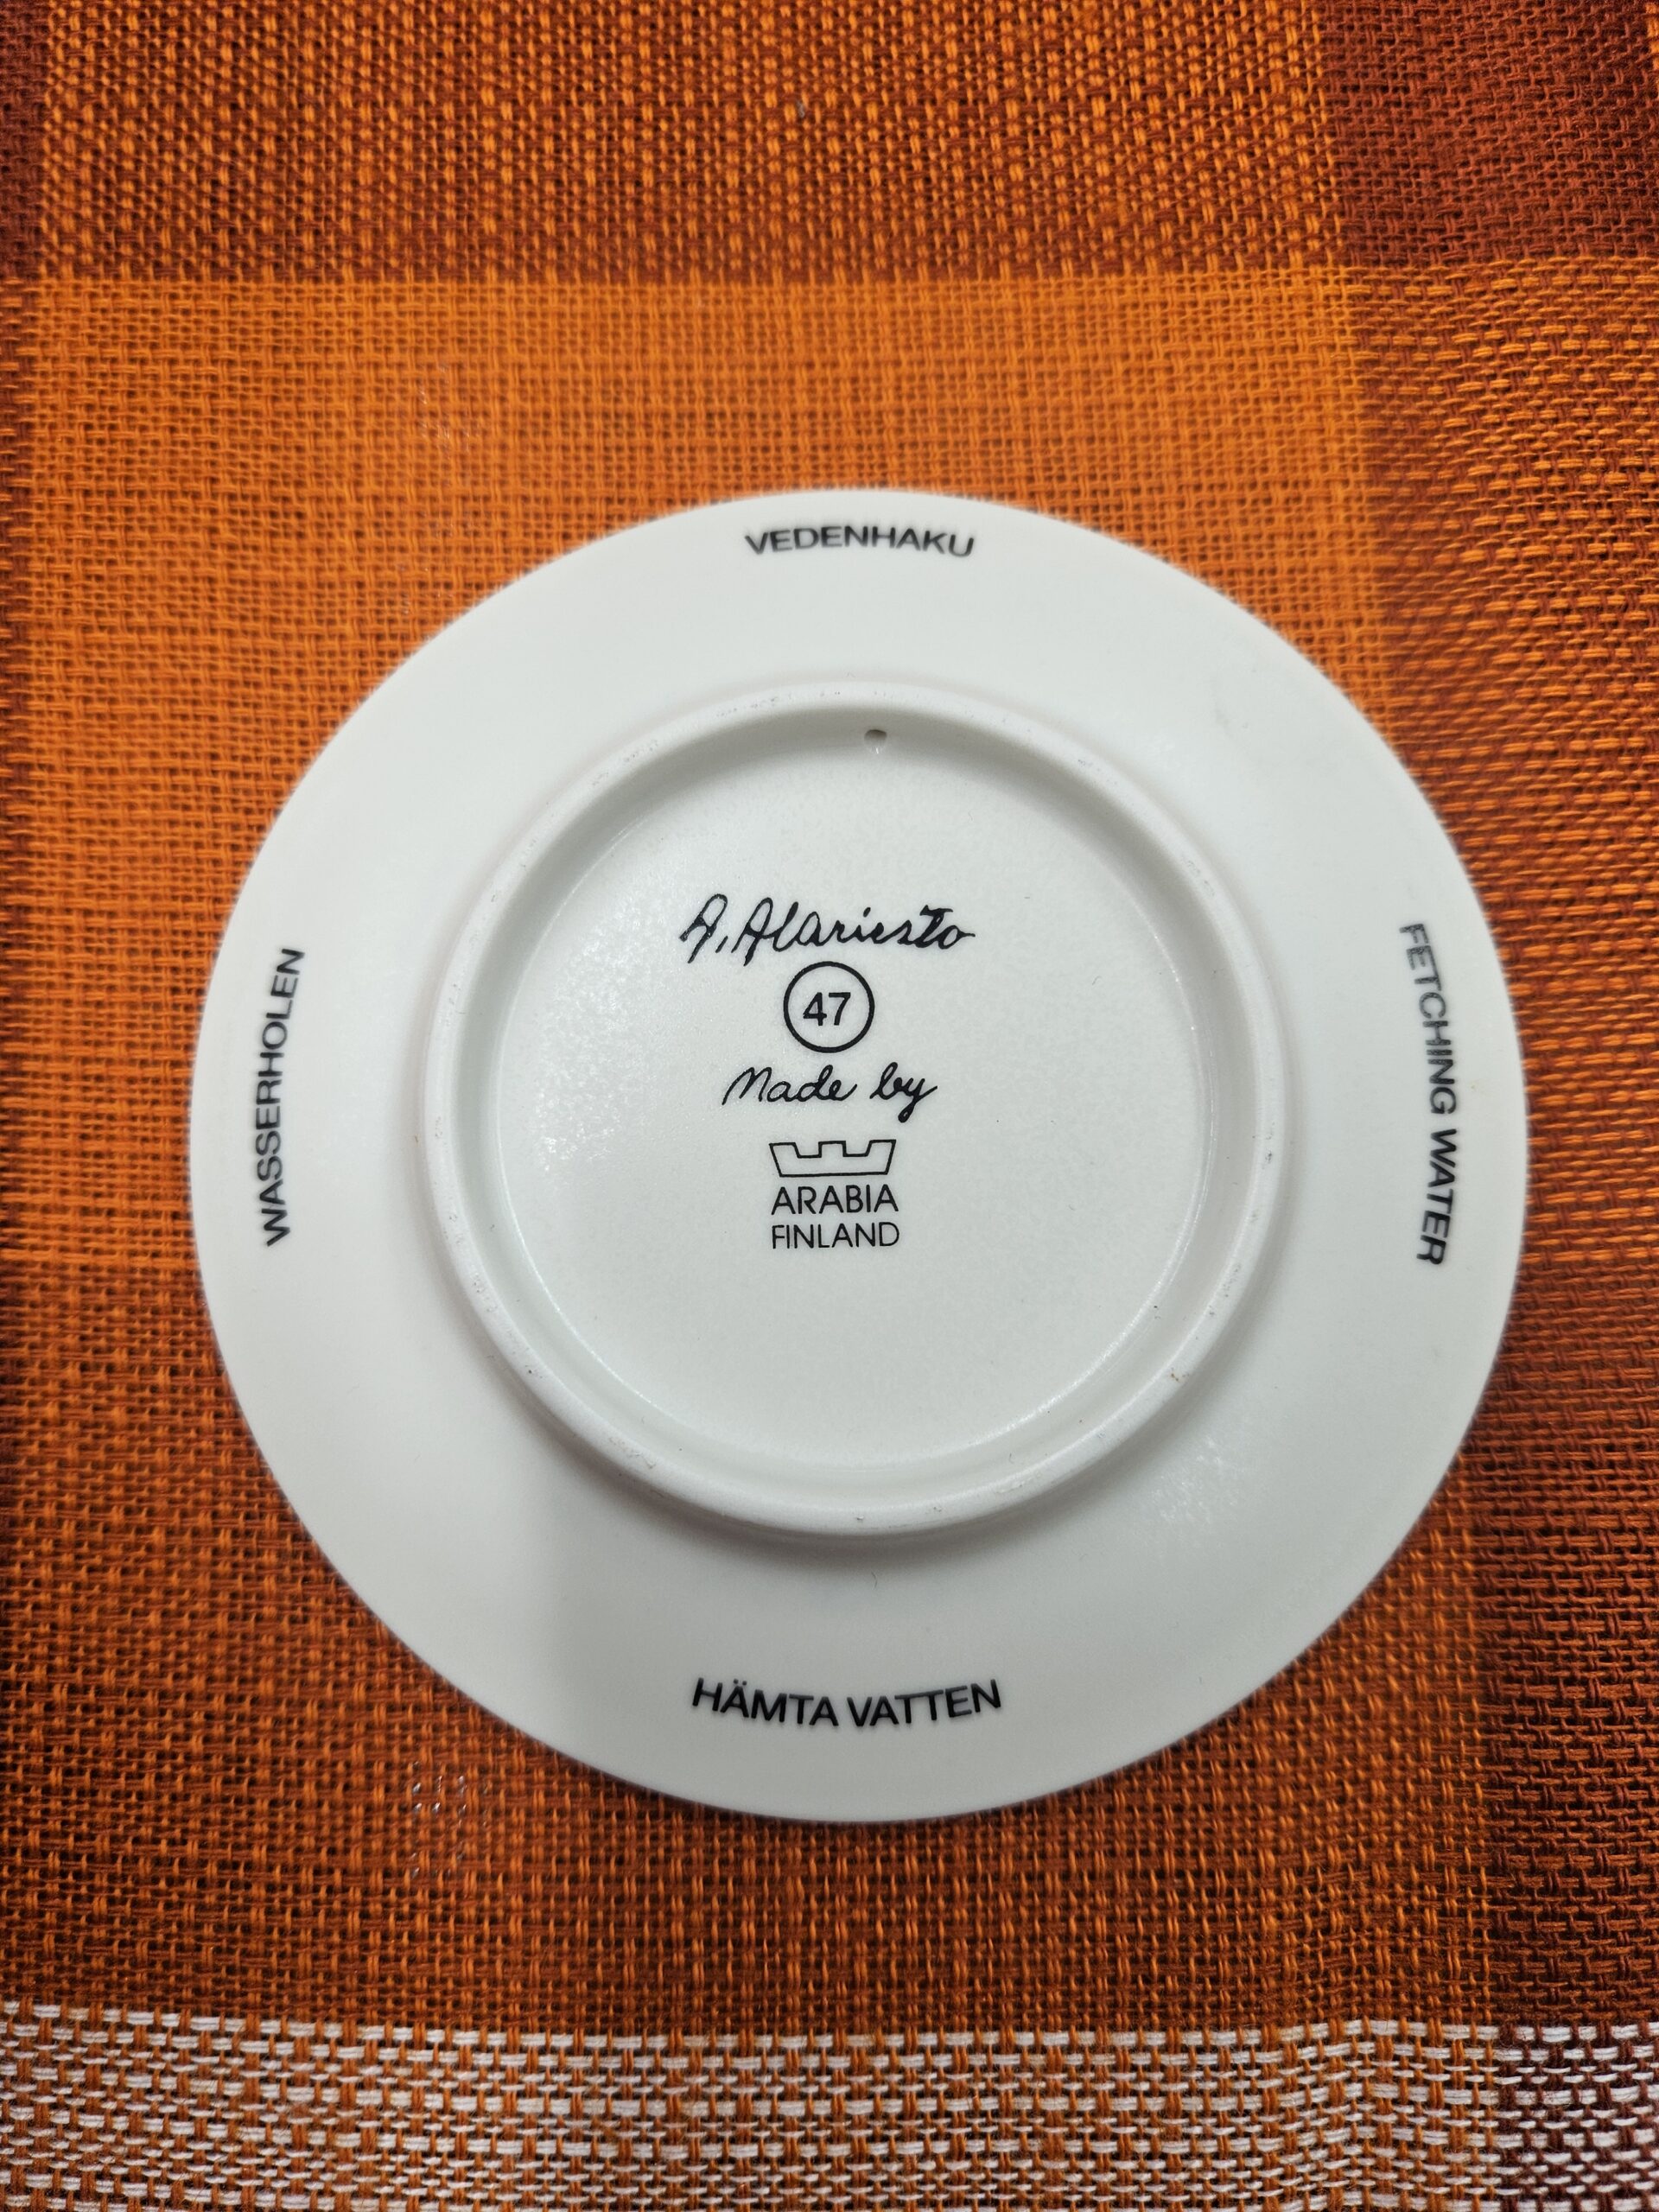 VEDENHAKU
A. Alariesto
47
Made by
ARABIA
FINLAND
WASSERHOLEN
FETCHING WATER
HÄMTA VATTEN